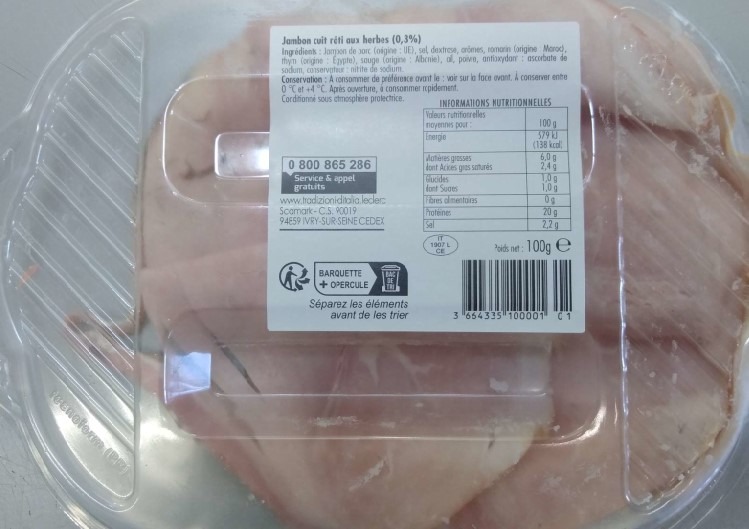 Jambon cuit rôti aux herbes (0,3%)
Ingrédients : Jambon de porc (origine : UE), sel, dextrose, arômes, romarin (origine : Maroc),
thym (origine : Égypte), sauge (origine : Albanie), ail, poivre, antioxydant : ascorbate de
sodium, conservateur : nitrite de sodium.
Conservation : À consommer de préférence avant le : voir sur la face avant. À conserver entre
0 °C et +4 °C. Après ouverture, à consommer rapidement.
Conditionné sous atmosphère protectrice.
INFORMATIONS NUTRITIONNELLES
Valeurs nutritionnelles
moyennes pour : 100 g
Energie 579 kJ
(138 kcal)
Matières grasses 6,0 g
dont Acides gras saturés 2,4 g
Glucides 1,0 g
dont Sucres 1,0 g
Fibres alimentaires 0 g
Protéines 20 g
Sel 2,2 g
0 800 865 286
Service & appel
gratuits
www.tradizioniditalia.leclerc
Scamark - C.S. 90019
94859 IVRY-SUR-SEINE CEDEX
IT
1907 L
CE
Poids net : 100g e
BARQUETTE
+ OPERCULE
BAC
DE
TRI
Séparez les éléments
avant de les trier
3 664335 100001 C1